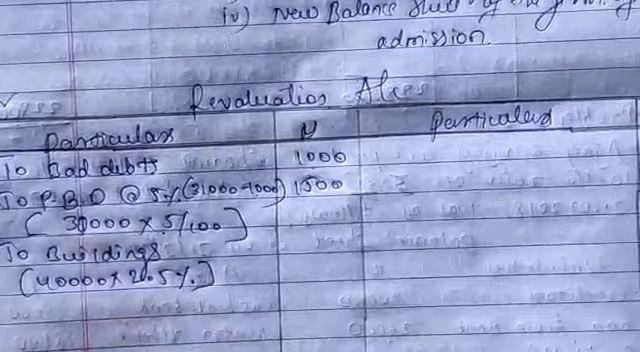 iv) New Balance
admission.
Revaluation A/c
Particulars N Particulars
To Bad debts 1000
To P.B.D @ 5% (31000-1000) 1500
( 30000 x 5/100 )
To Buildings
(40000 x 2.5%)